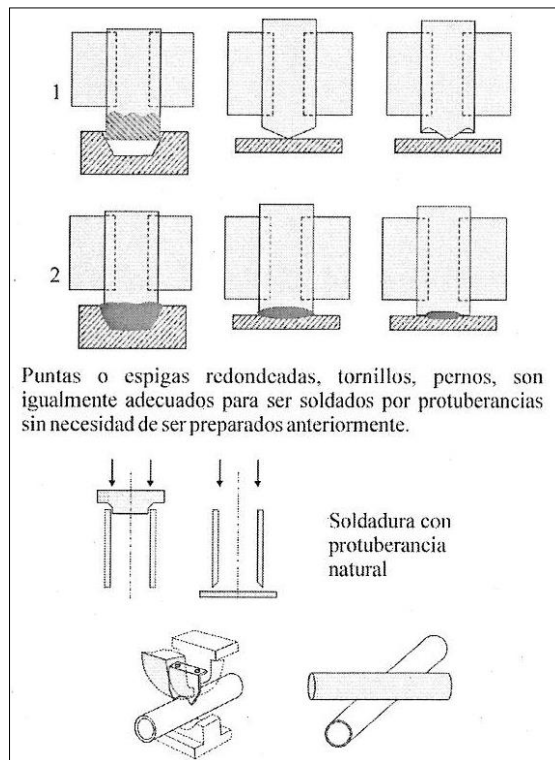 1
2
Puntas o espigas redondeadas, tornillos, pernos, son
igualmente adecuados para ser soldados por protuberancias
sin necesidad de ser preparados anteriormente.
Soldadura con
protuberancia
natural